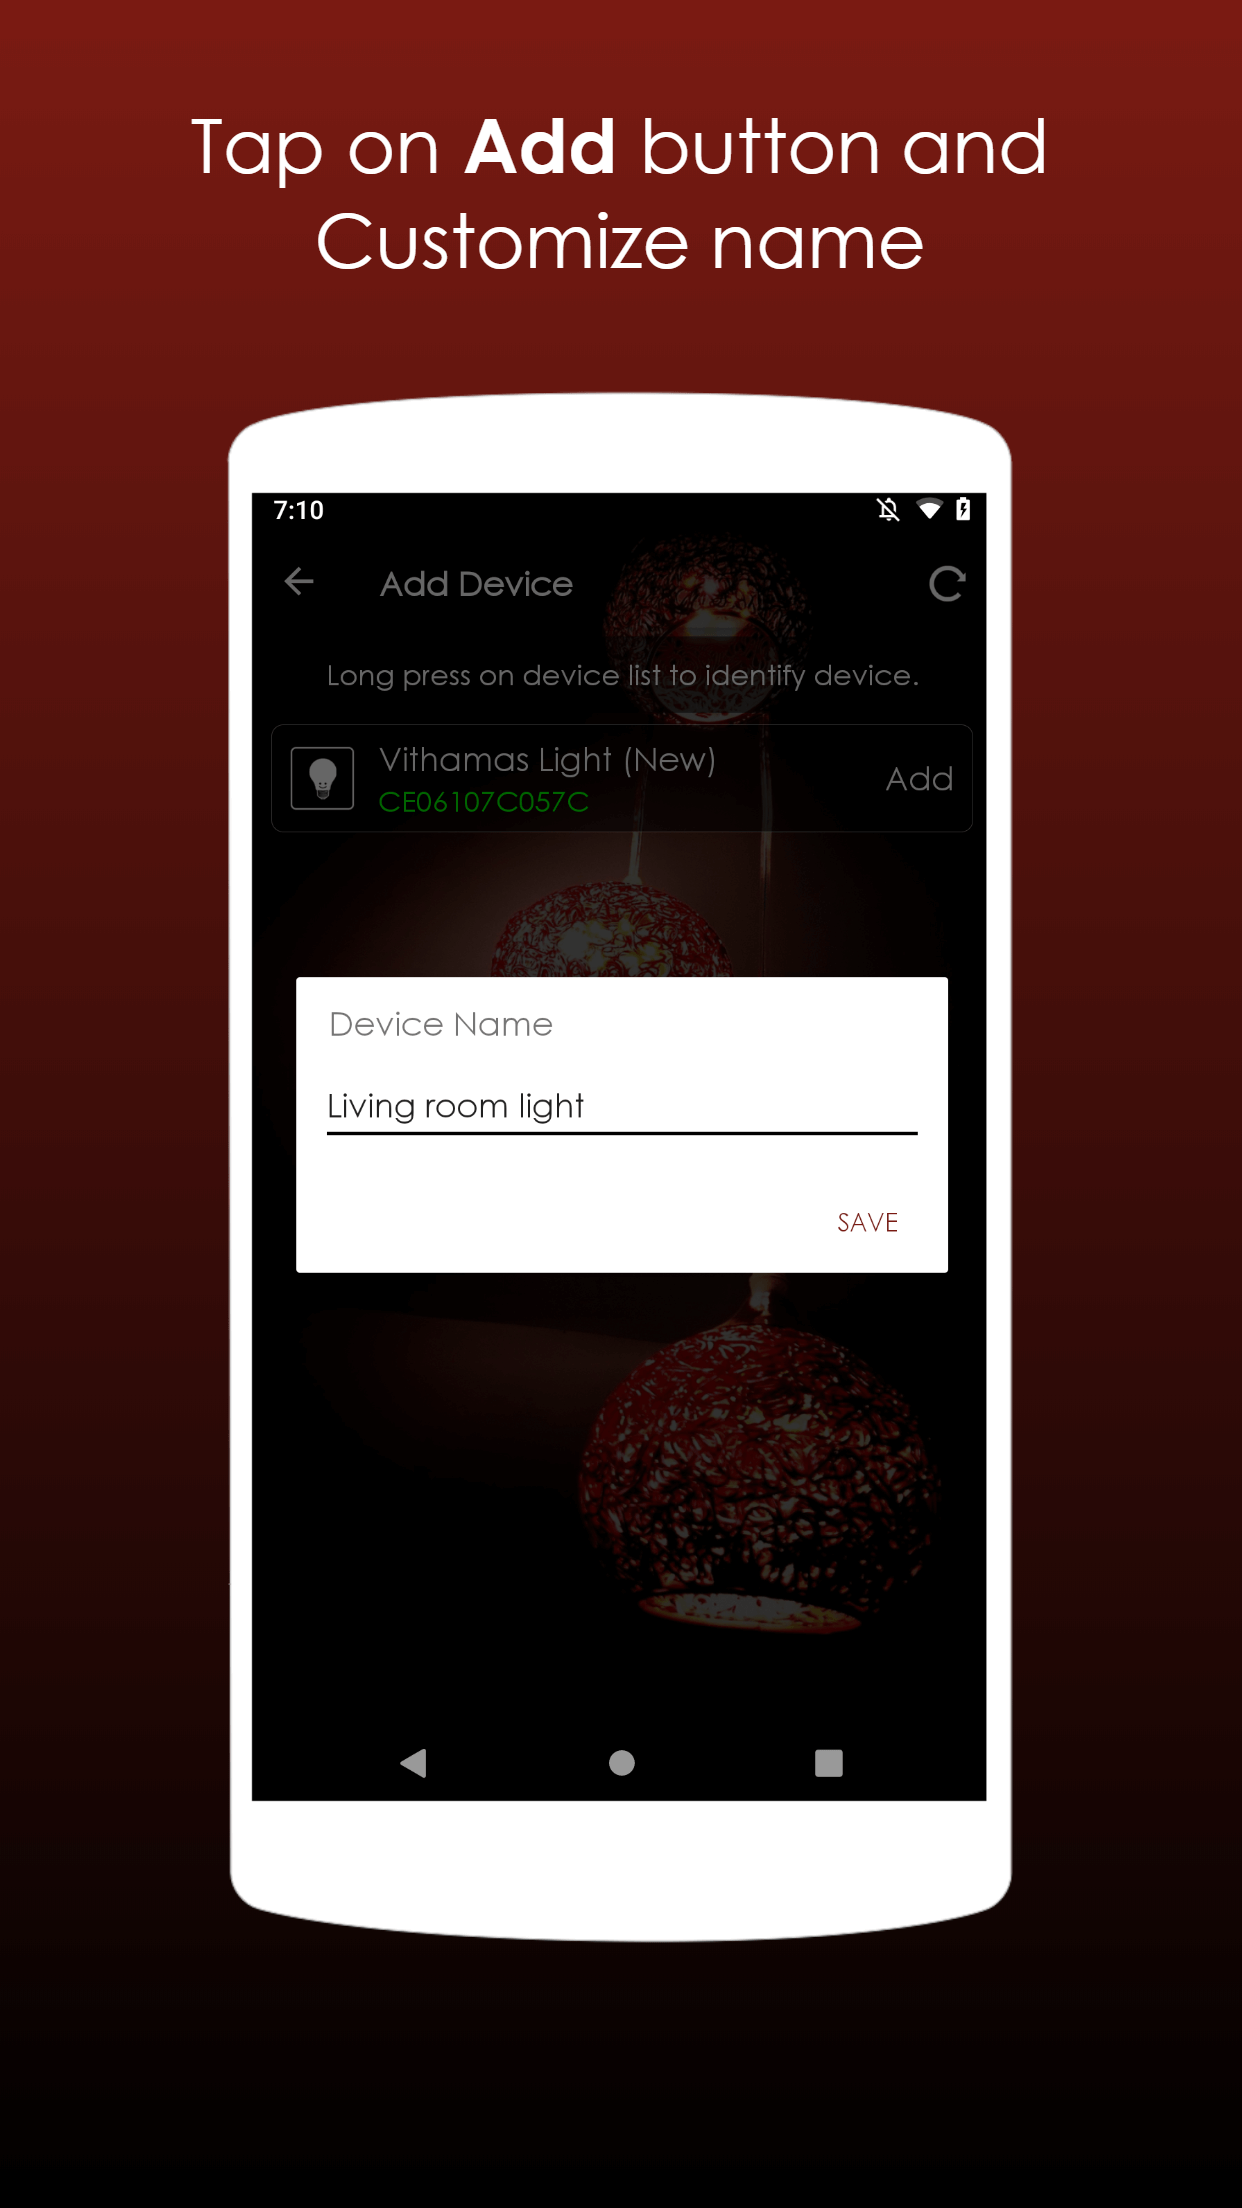 Tap on Add button and
Customize name
7:10
Add Device
Long press on device list to identify device.
Vithamas Light (New)
CE06107C057C
Add
Device Name
Living room light
SAVE